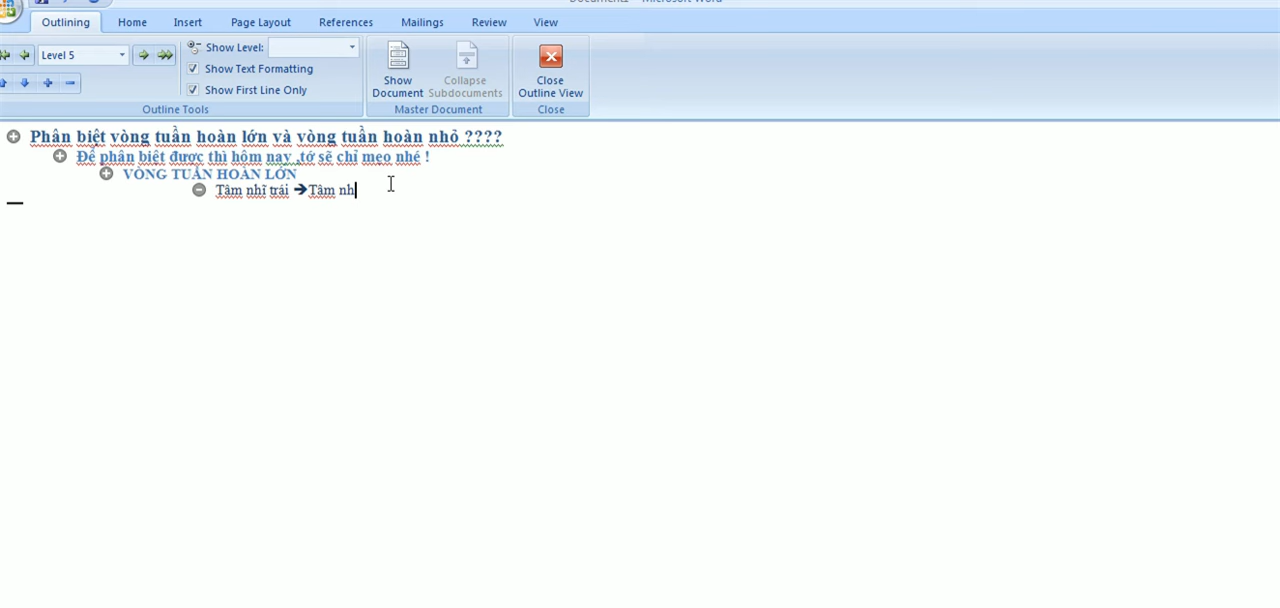 Outlining Home Insert Page Layout References Mailings Review View
Level 5 Show Level:
Show Text Formatting
Show First Line Only
Show Document
Collapse Subdocuments
Close Outline View
Outline Tools Master Document Close
Phân biệt vòng tuần hoàn lớn và vòng tuần hoàn nhỏ ????
Để phân biệt được thì hôm nay ,tớ sẽ chỉ mẹo nhé !
VÒNG TUẦN HOÀN LỚN
Tâm nhĩ trái ➔Tâm nh